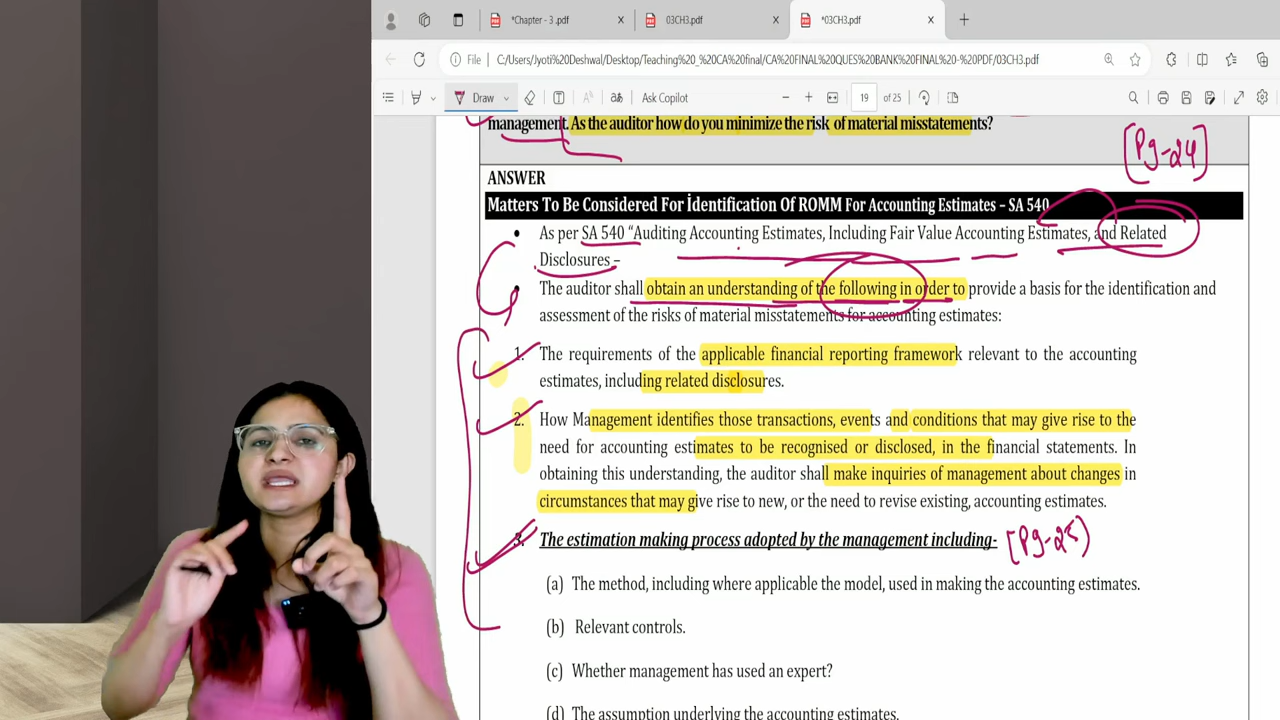 *Chapter - 3 .pdf
03CH3.pdf
*03CH3.pdf
File
C:/Users/Jyoti%20Deshwal/Desktop/Teaching%20_%20CA%20final/CA%20FINAL%20QUES%20BANK%20FINAL%20-%20PDF/03CH3.pdf
Draw
Ask Copilot
19 of 25
management. As the auditor how do you minimize the risk of material misstatements?
[Pg-24]
ANSWER
Matters To Be Considered For İdentification Of ROMM For Accounting Estimates – SA 540
• As per SA 540 “Auditing Accounting Estimates, Including Fair Value Accounting Estimates, and Related
Disclosures –
• The auditor shall obtain an understanding of the following in order to provide a basis for the identification and
assessment of the risks of material misstatements for accounting estimates:
1. The requirements of the applicable financial reporting framework relevant to the accounting
estimates, including related disclosures.
2. How Management identifies those transactions, events and conditions that may give rise to the
need for accounting estimates to be recognised or disclosed, in the financial statements. In
obtaining this understanding, the auditor shall make inquiries of management about changes in
circumstances that may give rise to new, or the need to revise existing, accounting estimates.
3. The estimation making process adopted by the management including- [Pg-25]
(a) The method, including where applicable the model, used in making the accounting estimates.
(b) Relevant controls.
(c) Whether management has used an expert?
(d) The assumption underlying the accounting estimates.